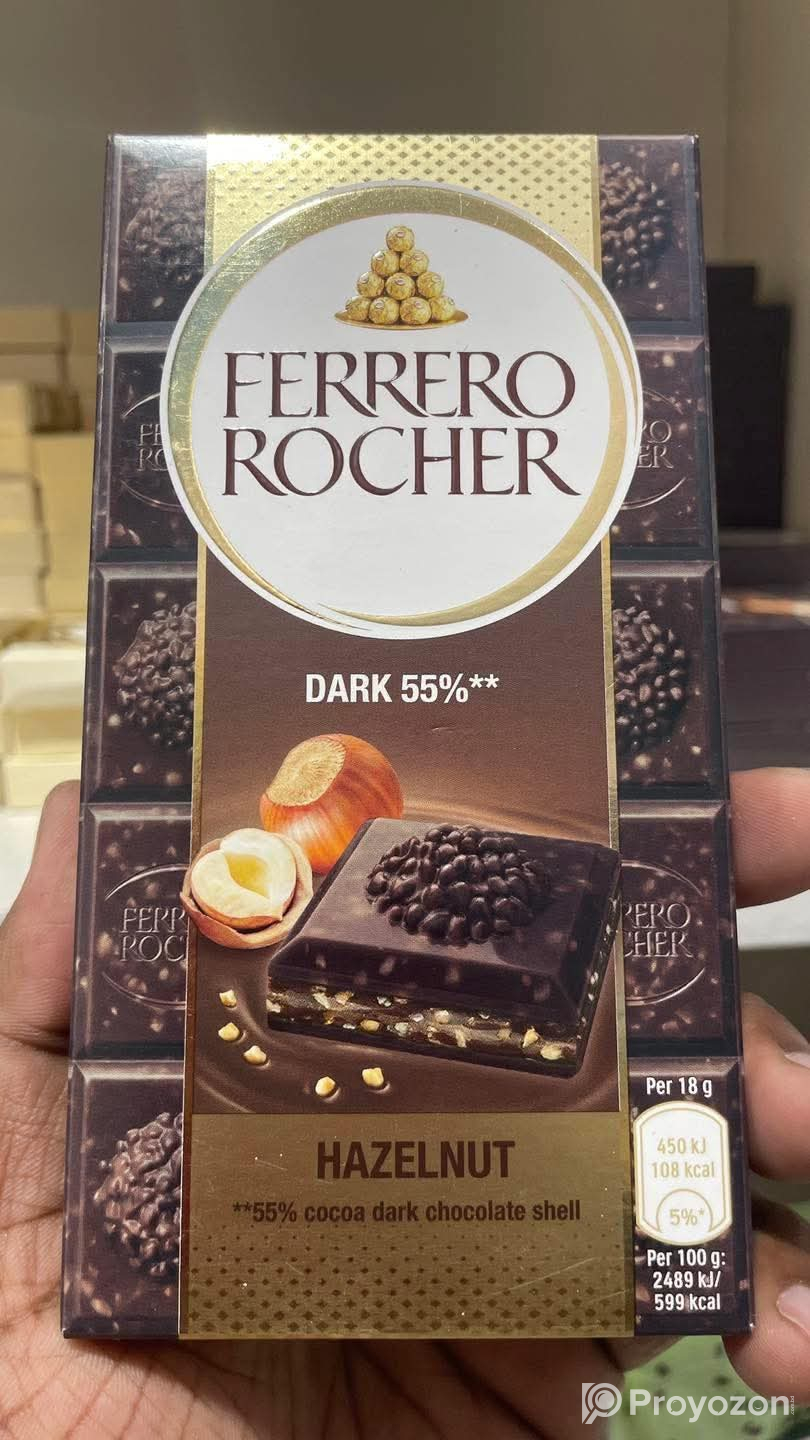 FERRERO
ROCHER
DARK 55%**
HAZELNUT
**55% cocoa dark chocolate shell
Per 18 g
450 kJ
108 kcal
5%*
Per 100 g:
2489 kJ/
599 kcal
Proyozon